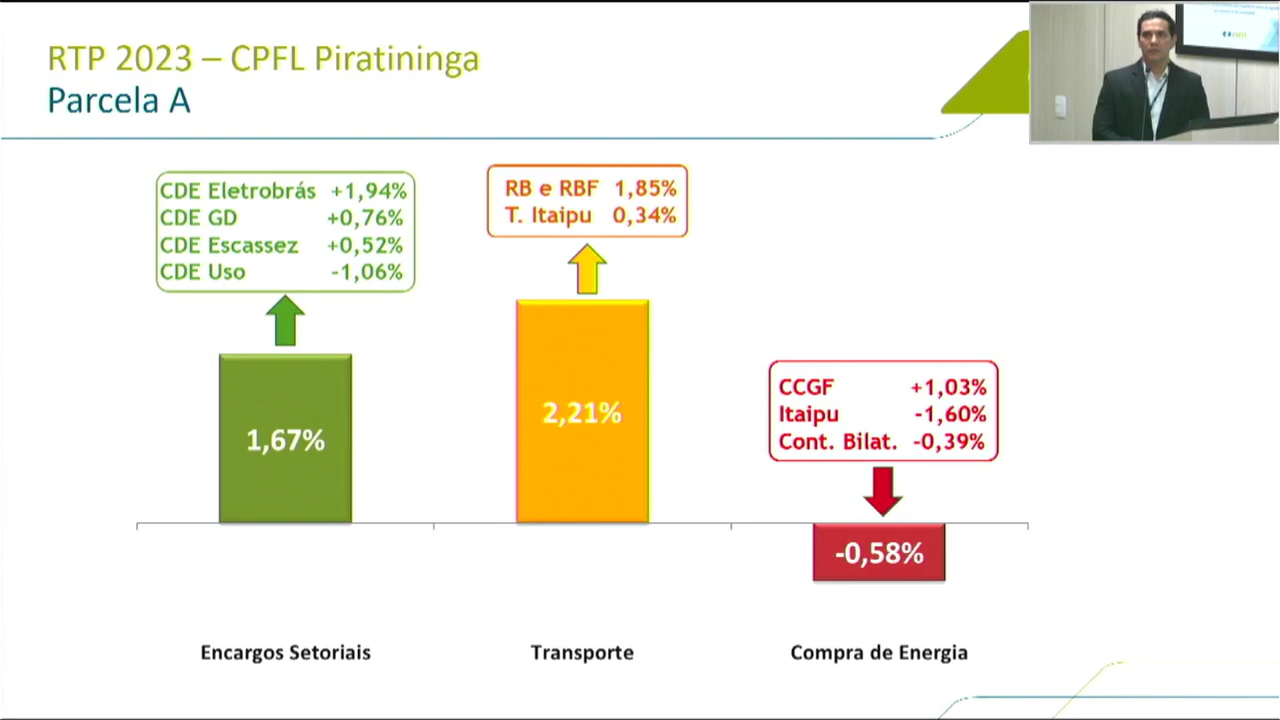 RTP 2023 – CPFL Piratininga
Parcela A
CDE Eletrobrás +1,94%
CDE GD +0,76%
CDE Escassez +0,52%
CDE Uso -1,06%
RB e RBF 1,85%
T. Itaipu 0,34%
CCGF +1,03%
Itaipu -1,60%
Cont. Bilat. -0,39%
1,67%
2,21%
-0,58%
Encargos Setoriais
Transporte
Compra de Energia